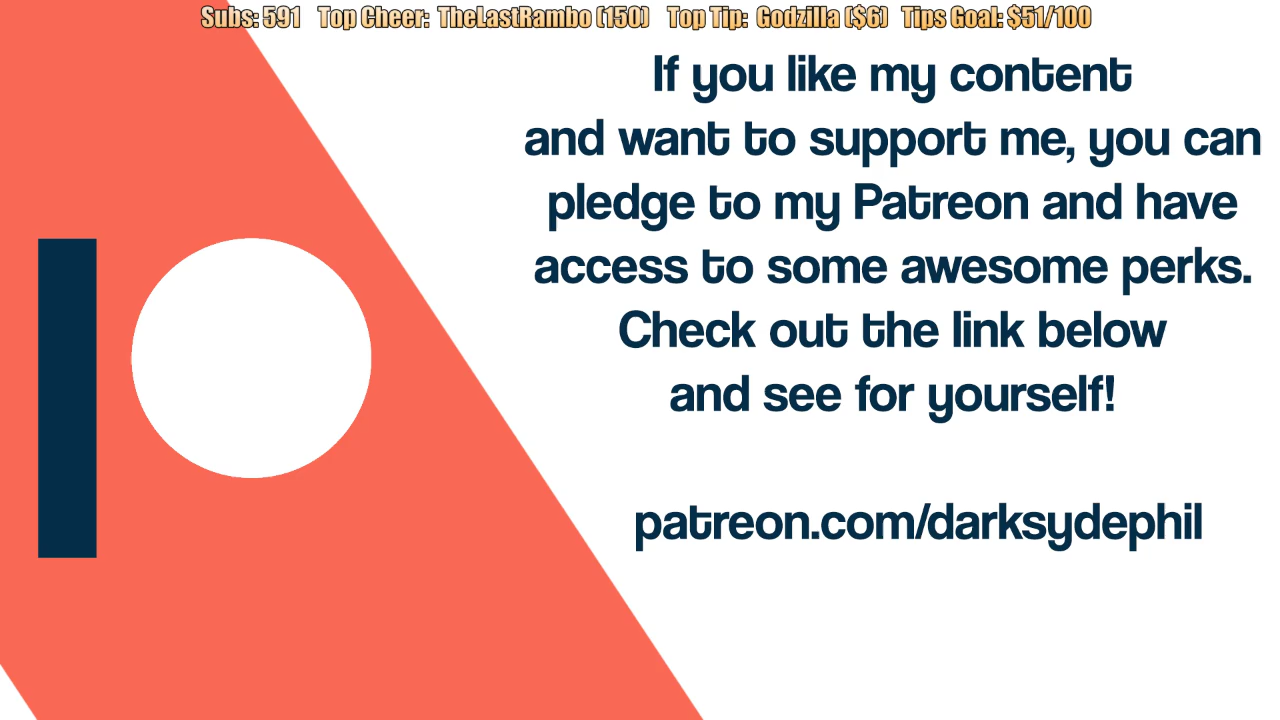 Subs: 591 Top Cheer: TheLastRambo (150) Top Tip: Godzilla ($6) Tips Goal: $51/100
If you like my content
and want to support me, you can
pledge to my Patreon and have
access to some awesome perks.
Check out the link below
and see for yourself!
patreon.com/darksydephil